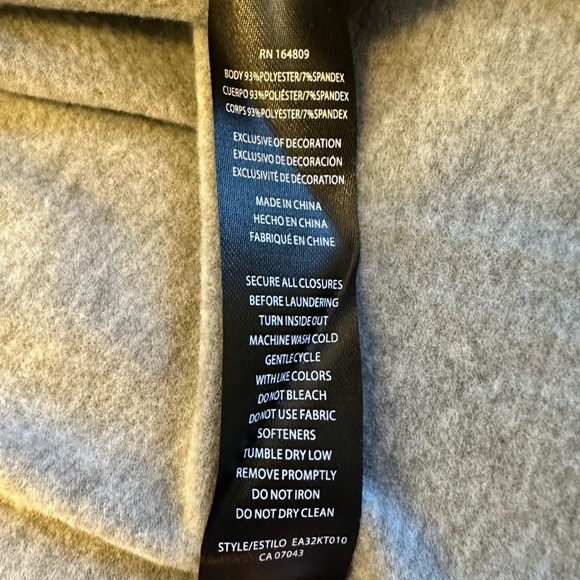 RN 164809
BODY 93%POLYESTER/7%SPANDEX
CUERPO 93%POLIÉSTER/7%SPANDEX
CORPS 93%POLYESTER/7%SPANDEX
EXCLUSIVE OF DECORATION
EXCLUSIVO DE DECORACIÓN
EXCLUSIVITÉ DE DÉCORATION
MADE IN CHINA
HECHO EN CHINA
FABRIQUÉ EN CHINE
SECURE ALL CLOSURES
BEFORE LAUNDERING
TURN INSIDE OUT
MACHINE WASH COLD
GENTLE CYCLE
WITH LIKE COLORS
DO NOT BLEACH
DO NOT USE FABRIC
SOFTENERS
TUMBLE DRY LOW
REMOVE PROMPTLY
DO NOT IRON
DO NOT DRY CLEAN
STYLE/ESTILO EA32KT010
CA 07043